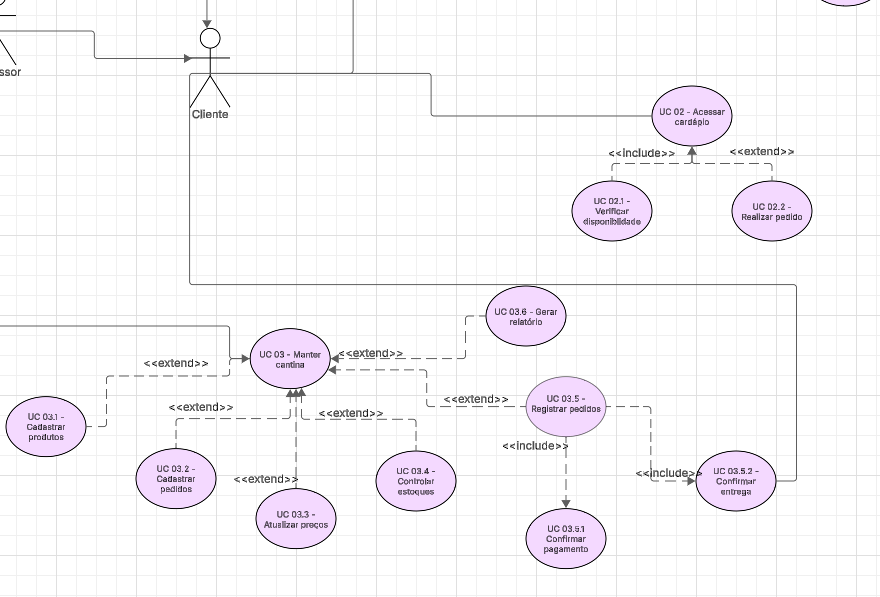 ssor
Cliente
UC 02 - Acessar
cardápio
<<include>>
<<extend>>
UC 02.1 -
Verificar
disponibilidade
UC 02.2 -
Realizar pedido
UC 03.6 - Gerar
relatório
UC 03 - Manter
cantina
<<extend>>
<<extend>>
UC 03.1 -
Cadastrar
produtos
<<extend>>
<<extend>>
<<extend>>
UC 03.5 -
Registrar pedidos
<<include>>
UC 03.2 -
Cadastrar
pedidos
<<extend>>
UC 03.4 -
Controlar
estoques
<<include>>
UC 03.5.2 -
Confirmar
entrega
UC 03.3 -
Atualizar preços
UC 03.5.1
Confirmar
pagamento